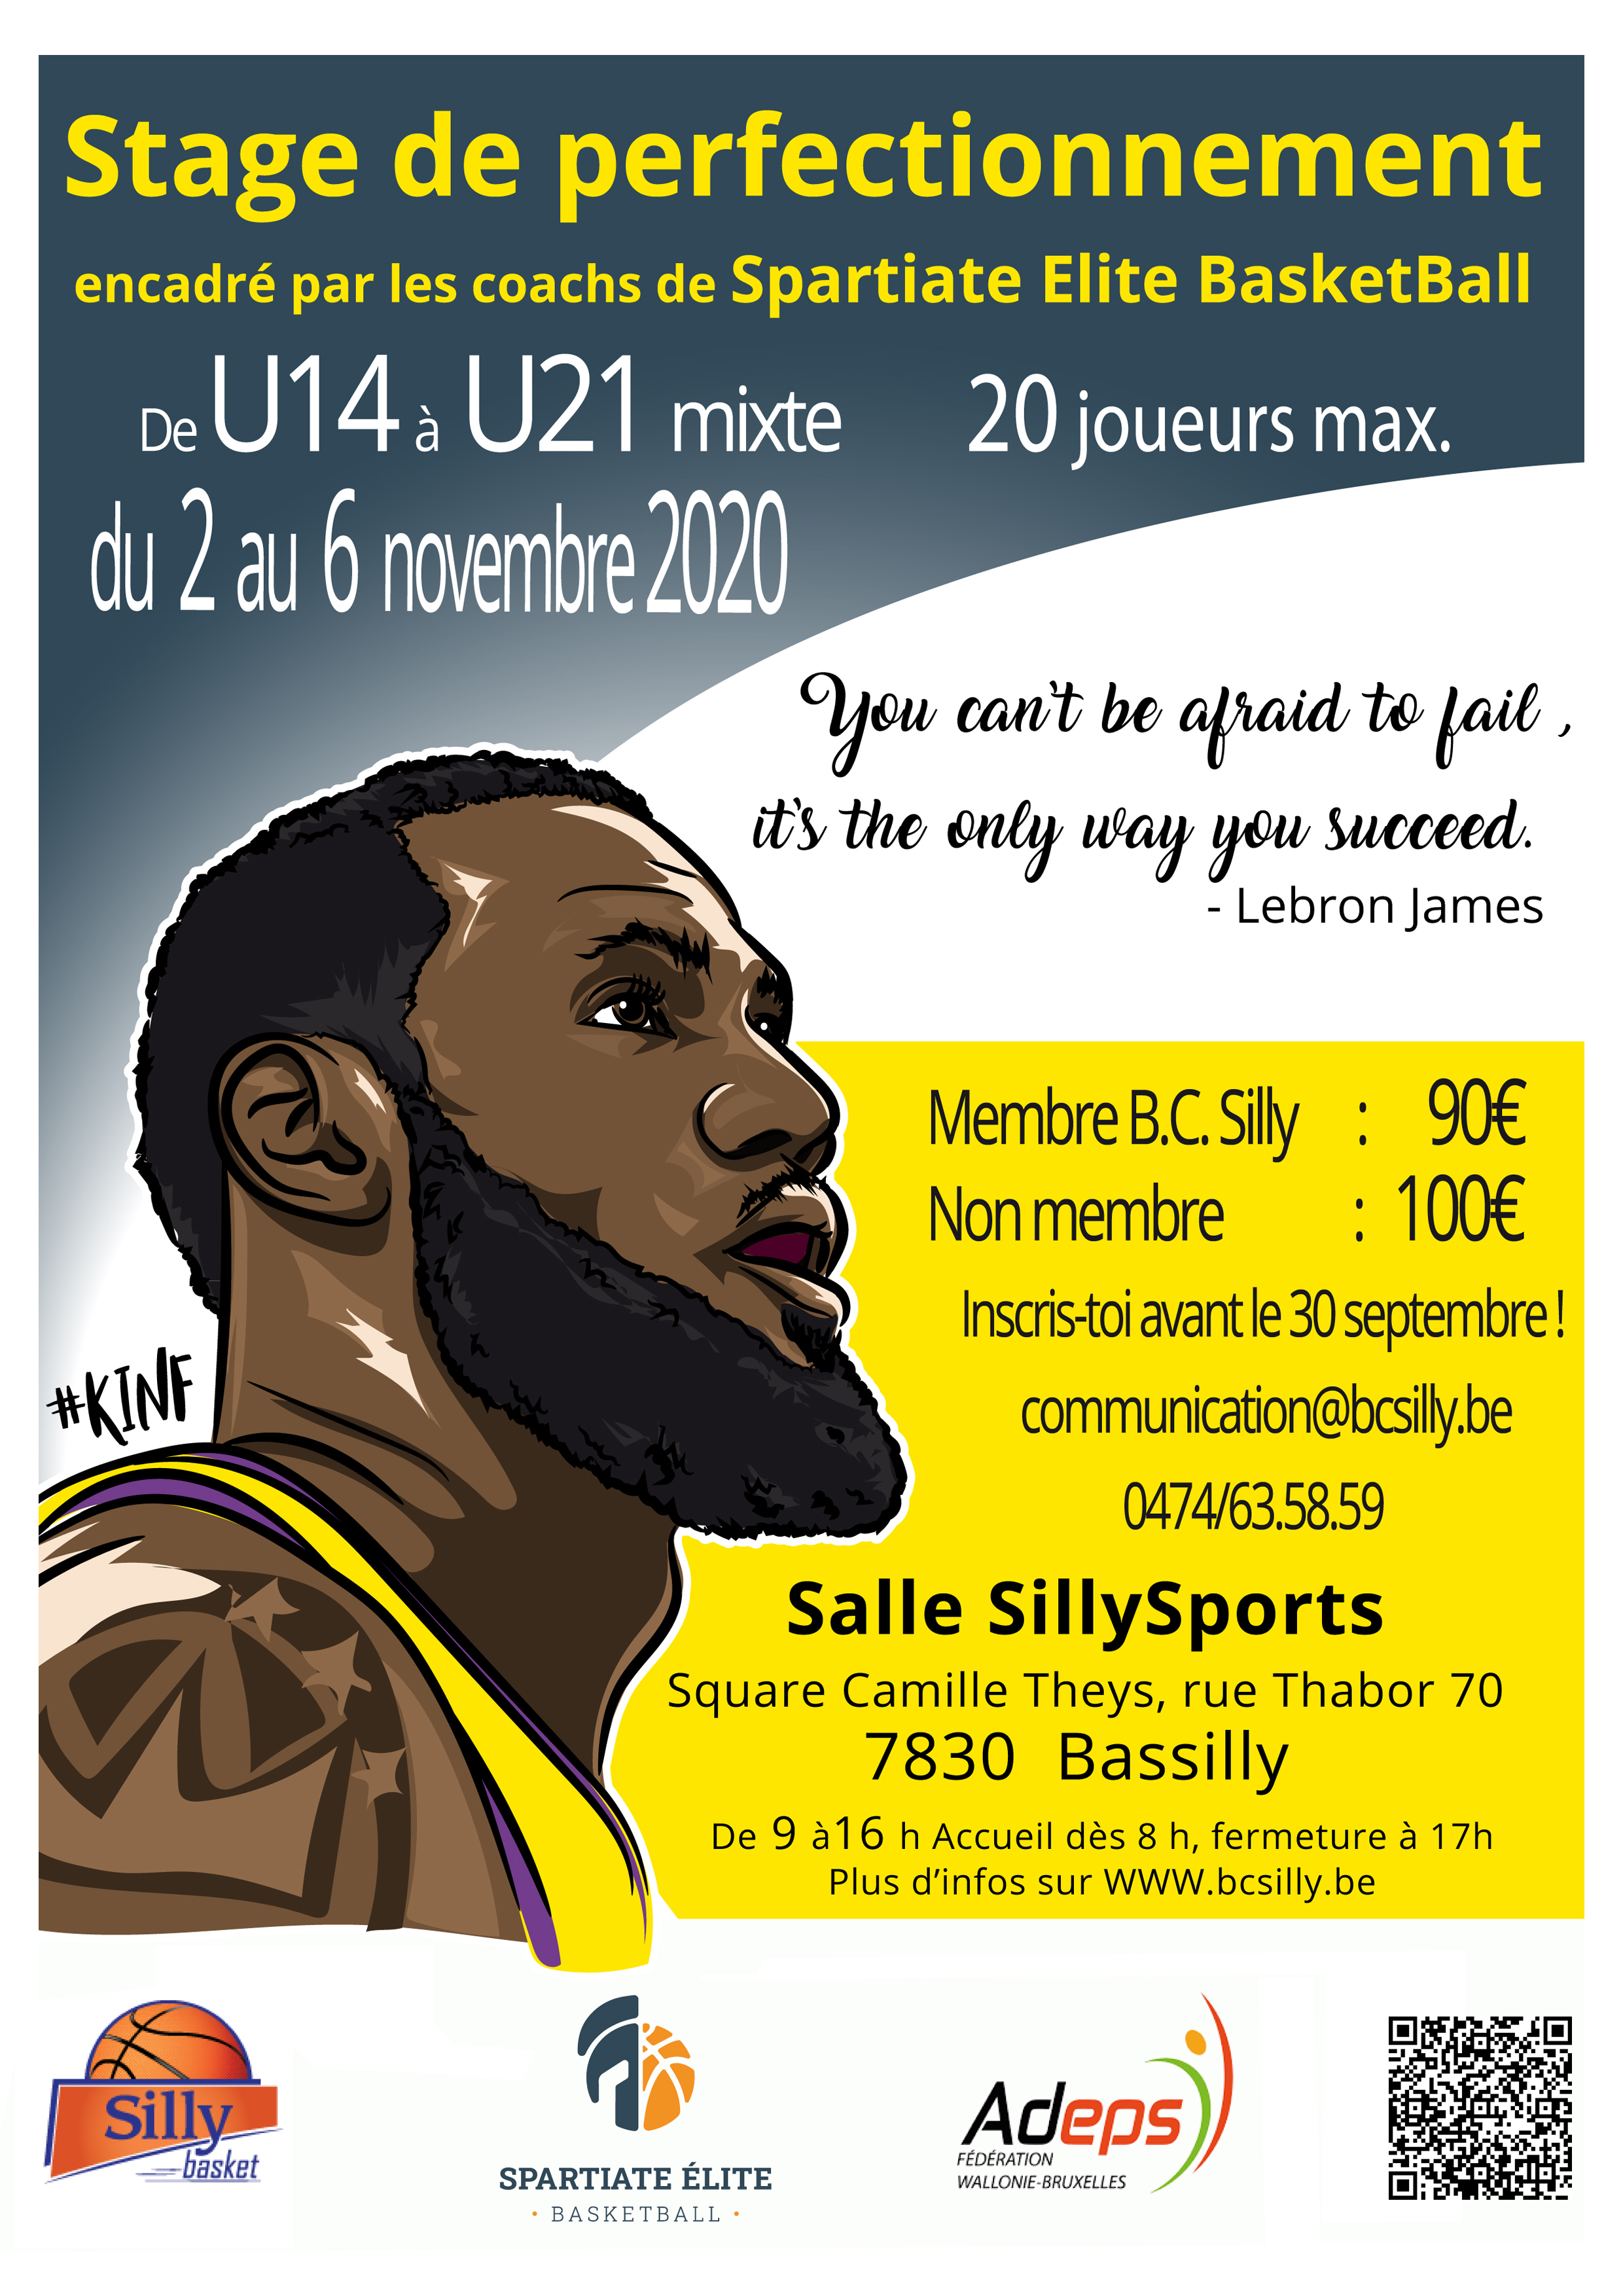 Stage de perfectionnement
encadré par les coachs de Spartiate Elite BasketBall
De U14 à U21 mixte 20 joueurs max.
du 2 au 6 novembre 2020
You can't be afraid to fail ,
it's the only way you succeed.
- Lebron James
Membre B.C. Silly : 90€
Non membre : 100€
Inscris-toi avant le 30 septembre !
communication@bcsilly.be
0474/63.58.59
#KINF
Salle SillySports
Square Camille Theys, rue Thabor 70
7830 Bassilly
De 9 à16 h Accueil dès 8 h, fermeture à 17h
Plus d’infos sur WWW.bcsilly.be
Silly
basket
SPARTIATE ÉLITE
• BASKETBALL •
Adeps
FÉDÉRATION
WALLONIE-BRUXELLES